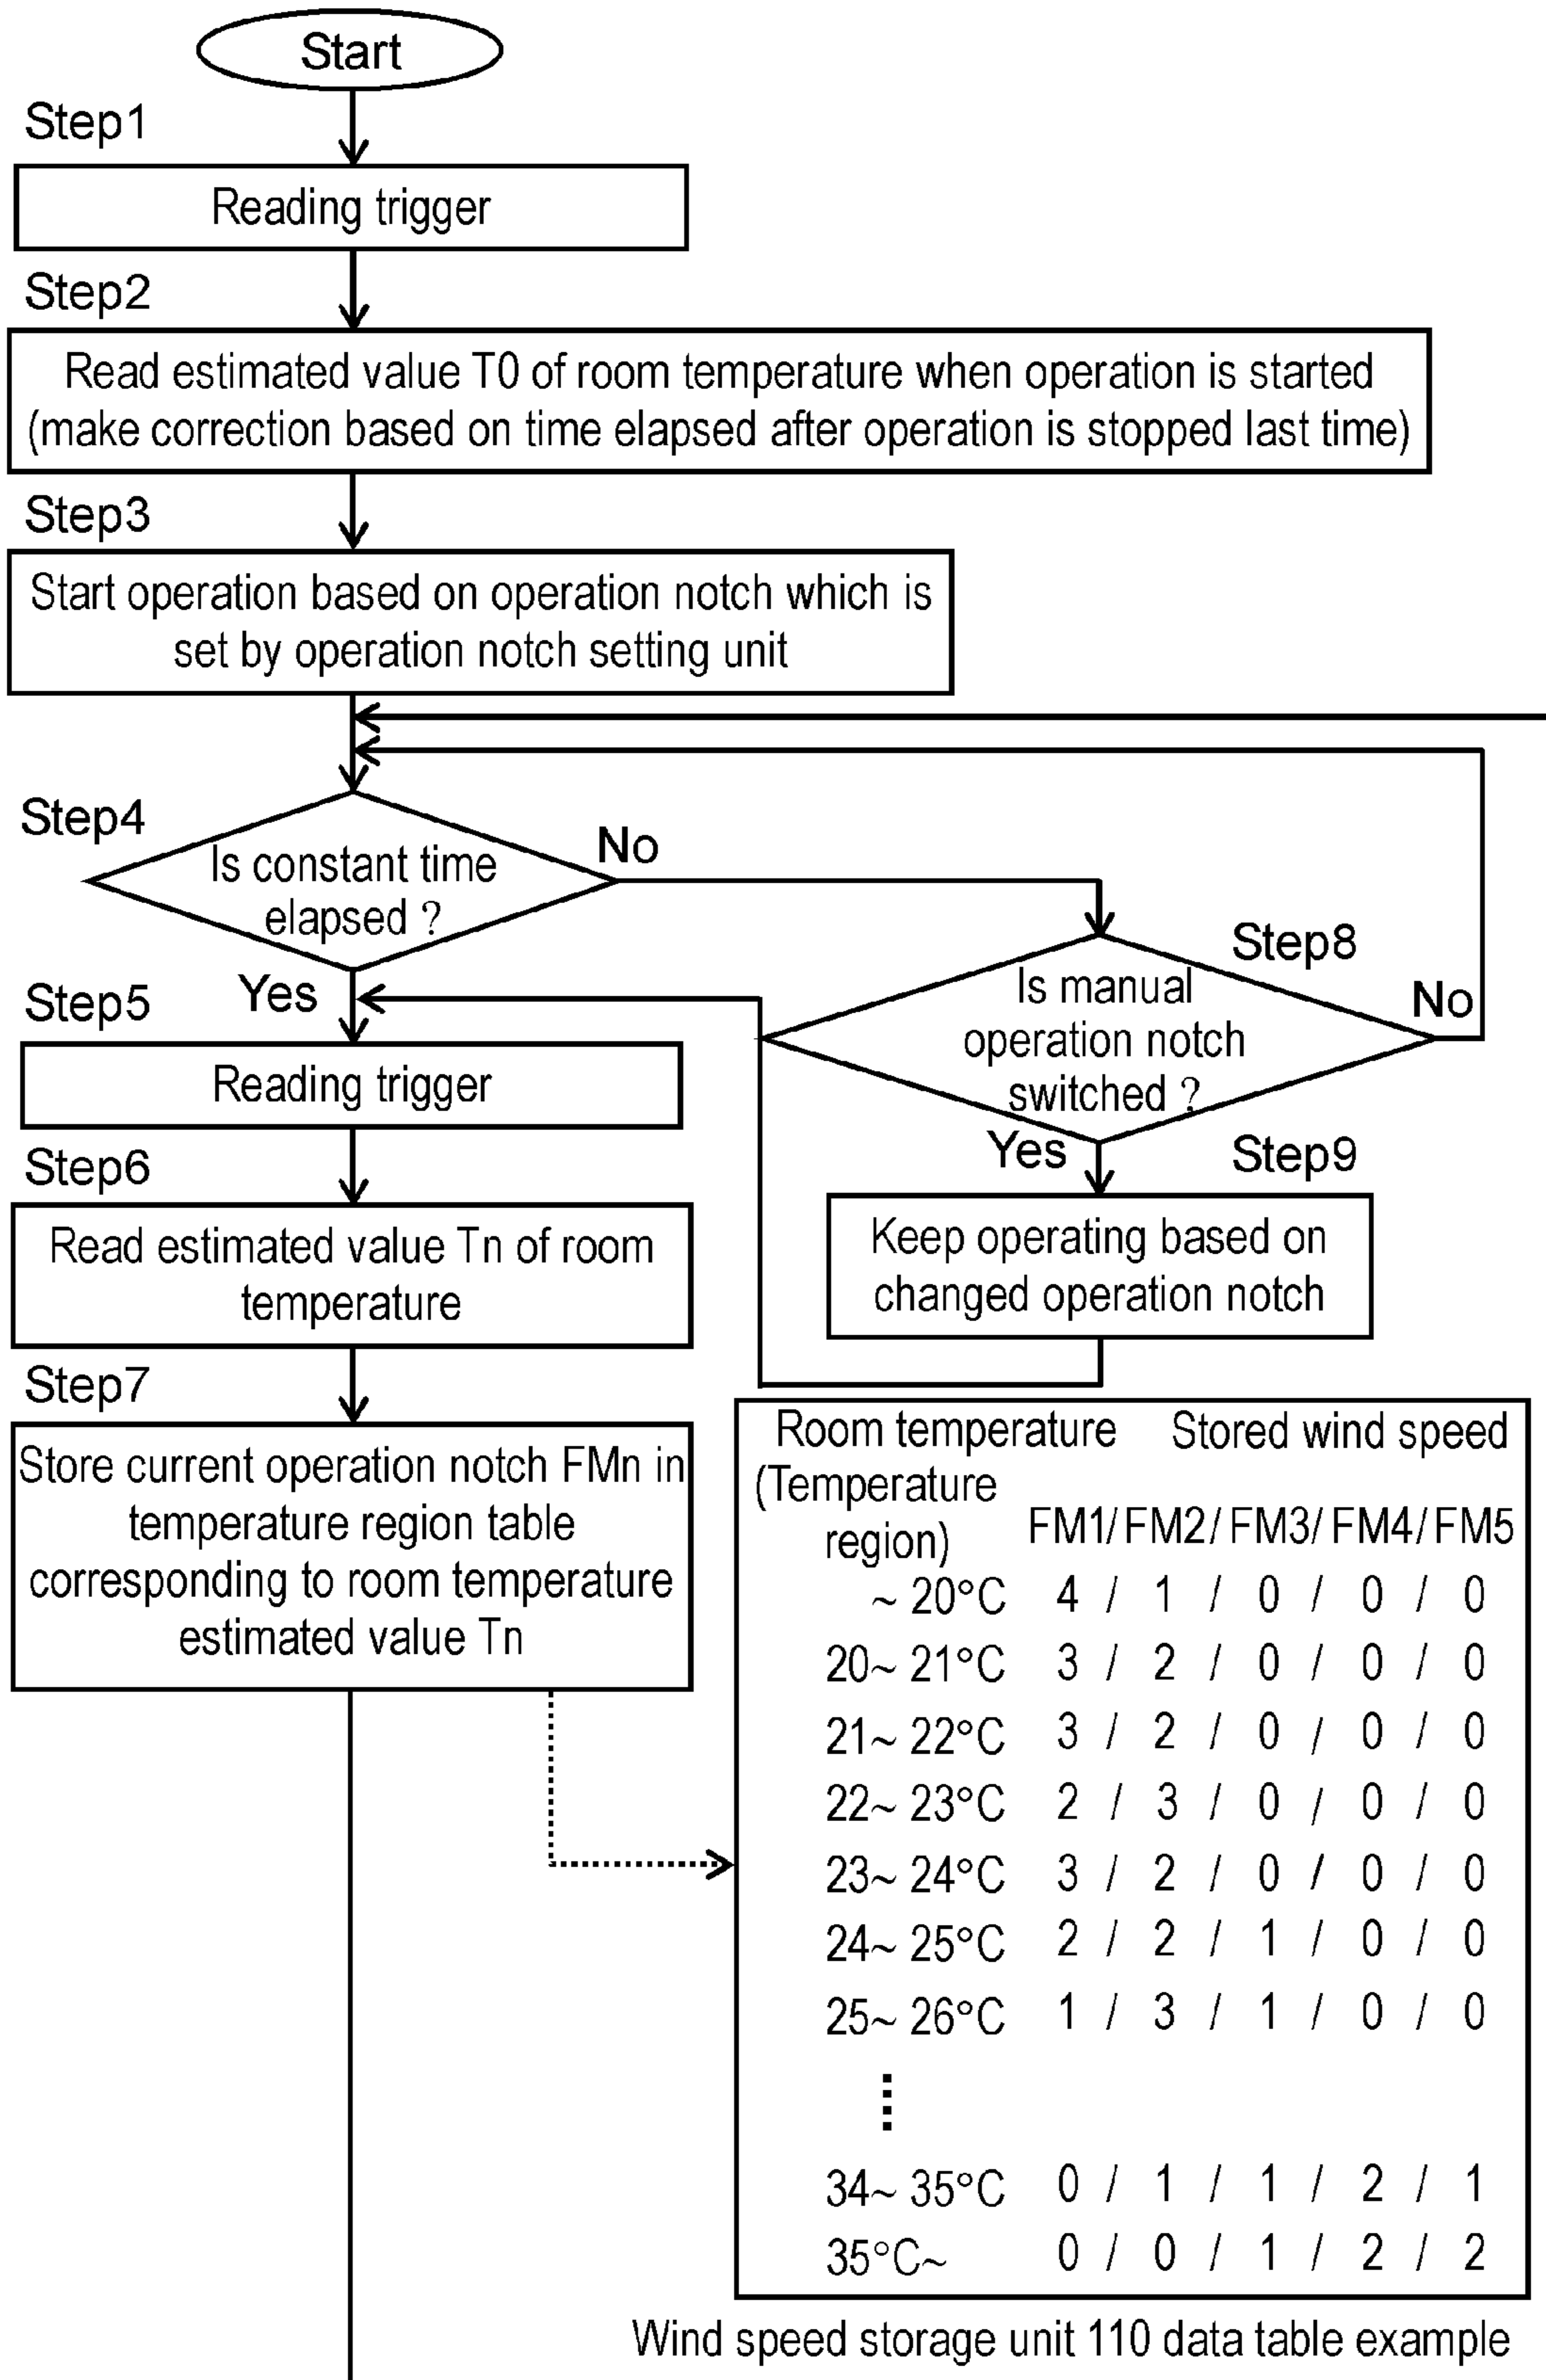 Start
Step1
Reading trigger
Step2
Read estimated value T0 of room temperature when operation is started
(make correction based on time elapsed after operation is stopped last time)
Step3
Start operation based on operation notch which is
set by operation notch setting unit
Step4
Is constant time
elapsed ?
No
Yes
Step8
Is manual
operation notch
switched ?
No
Yes
Step5
Reading trigger
Step9
Keep operating based on
changed operation notch
Step6
Read estimated value Tn of room
temperature
Step7
Store current operation notch FMn in
temperature region table
corresponding to room temperature
estimated value Tn
Room temperature Stored wind speed
(Temperature
region) FM1/ FM2/ FM3/ FM4/ FM5
~ 20°C 4 / 1 / 0 / 0 / 0
20~ 21°C 3 / 2 / 0 / 0 / 0
21~ 22°C 3 / 2 / 0 / 0 / 0
22~ 23°C 2 / 3 / 0 / 0 / 0
23~ 24°C 3 / 2 / 0 / 0 / 0
24~ 25°C 2 / 2 / 1 / 0 / 0
25~ 26°C 1 / 3 / 1 / 0 / 0
⋮
34~ 35°C 0 / 1 / 1 / 2 / 1
35°C~ 0 / 0 / 1 / 2 / 2
Wind speed storage unit 110 data table example